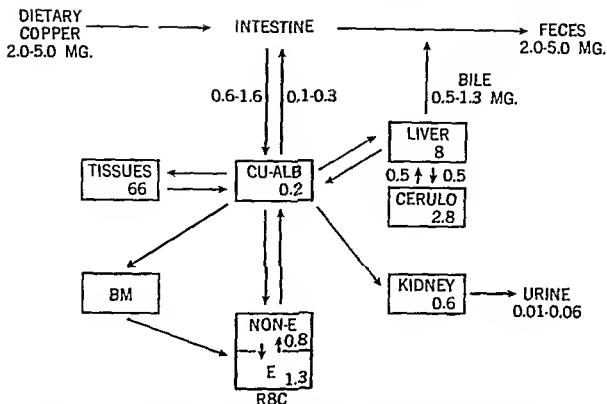 DIETARY
COPPER
2.0-5.0 MG.
INTESTINE
FECES
2.0-5.0 MG.
0.6-1.6
0.1-0.3
BILE
0.5-1.3 MG.
LIVER
8
0.5
0.5
CERULO
2.8
TISSUES
66
CU-ALB
0.2
BM
KIDNEY
0.6
URINE
0.01-0.06
NON-E
0.8
E
1.3
R8C